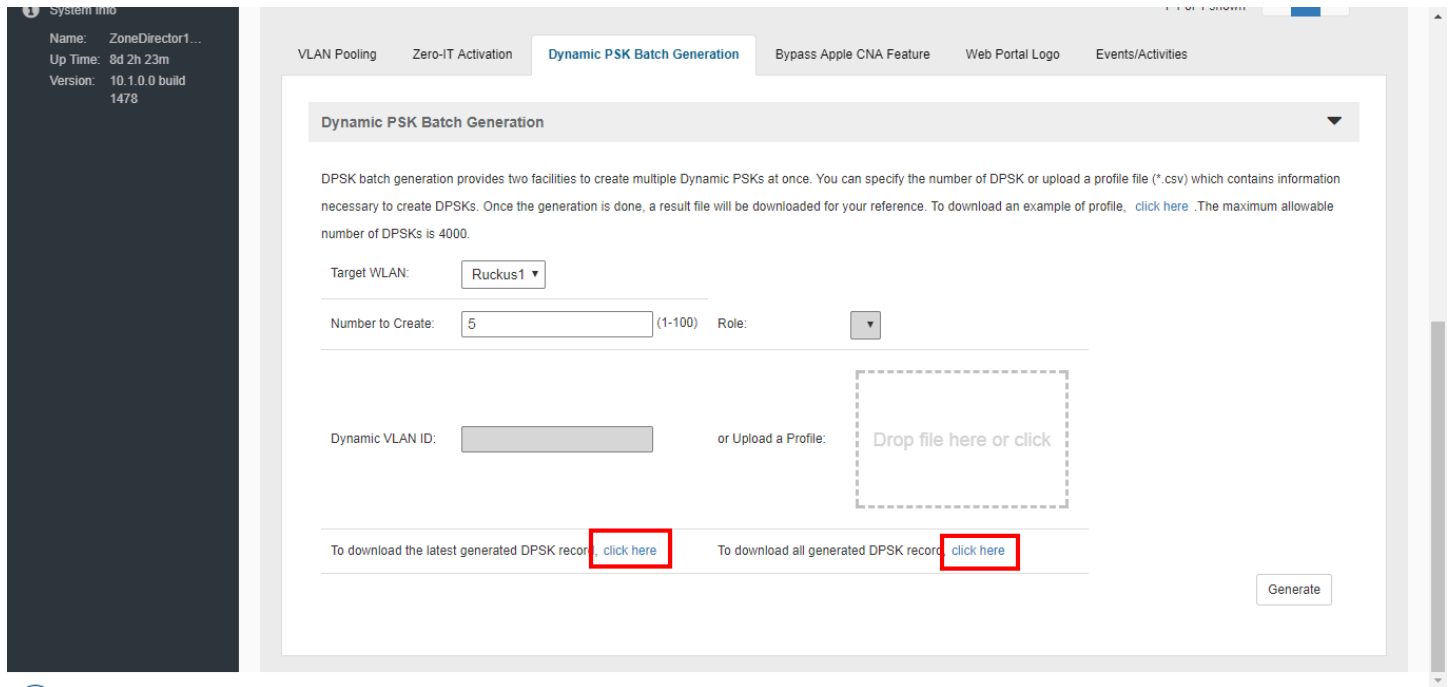 System Info
Name: ZoneDirector1...
Up Time: 8d 2h 23m
Version: 10.1.0.0 build
1478
VLAN Pooling Zero-IT Activation Dynamic PSK Batch Generation Bypass Apple CNA Feature Web Portal Logo Events/Activities
Dynamic PSK Batch Generation
DPSK batch generation provides two facilities to create multiple Dynamic PSKs at once. You can specify the number of DPSK or upload a profile file (*.csv) which contains information
necessary to create DPSKs. Once the generation is done, a result file will be downloaded for your reference. To download an example of profile, click here .The maximum allowable
number of DPSKs is 4000.
Target WLAN: Ruckus1
Number to Create: 5 (1-100) Role:
Dynamic VLAN ID: or Upload a Profile: Drop file here or click
To download the latest generated DPSK record, click here To download all generated DPSK record, click here
Generate